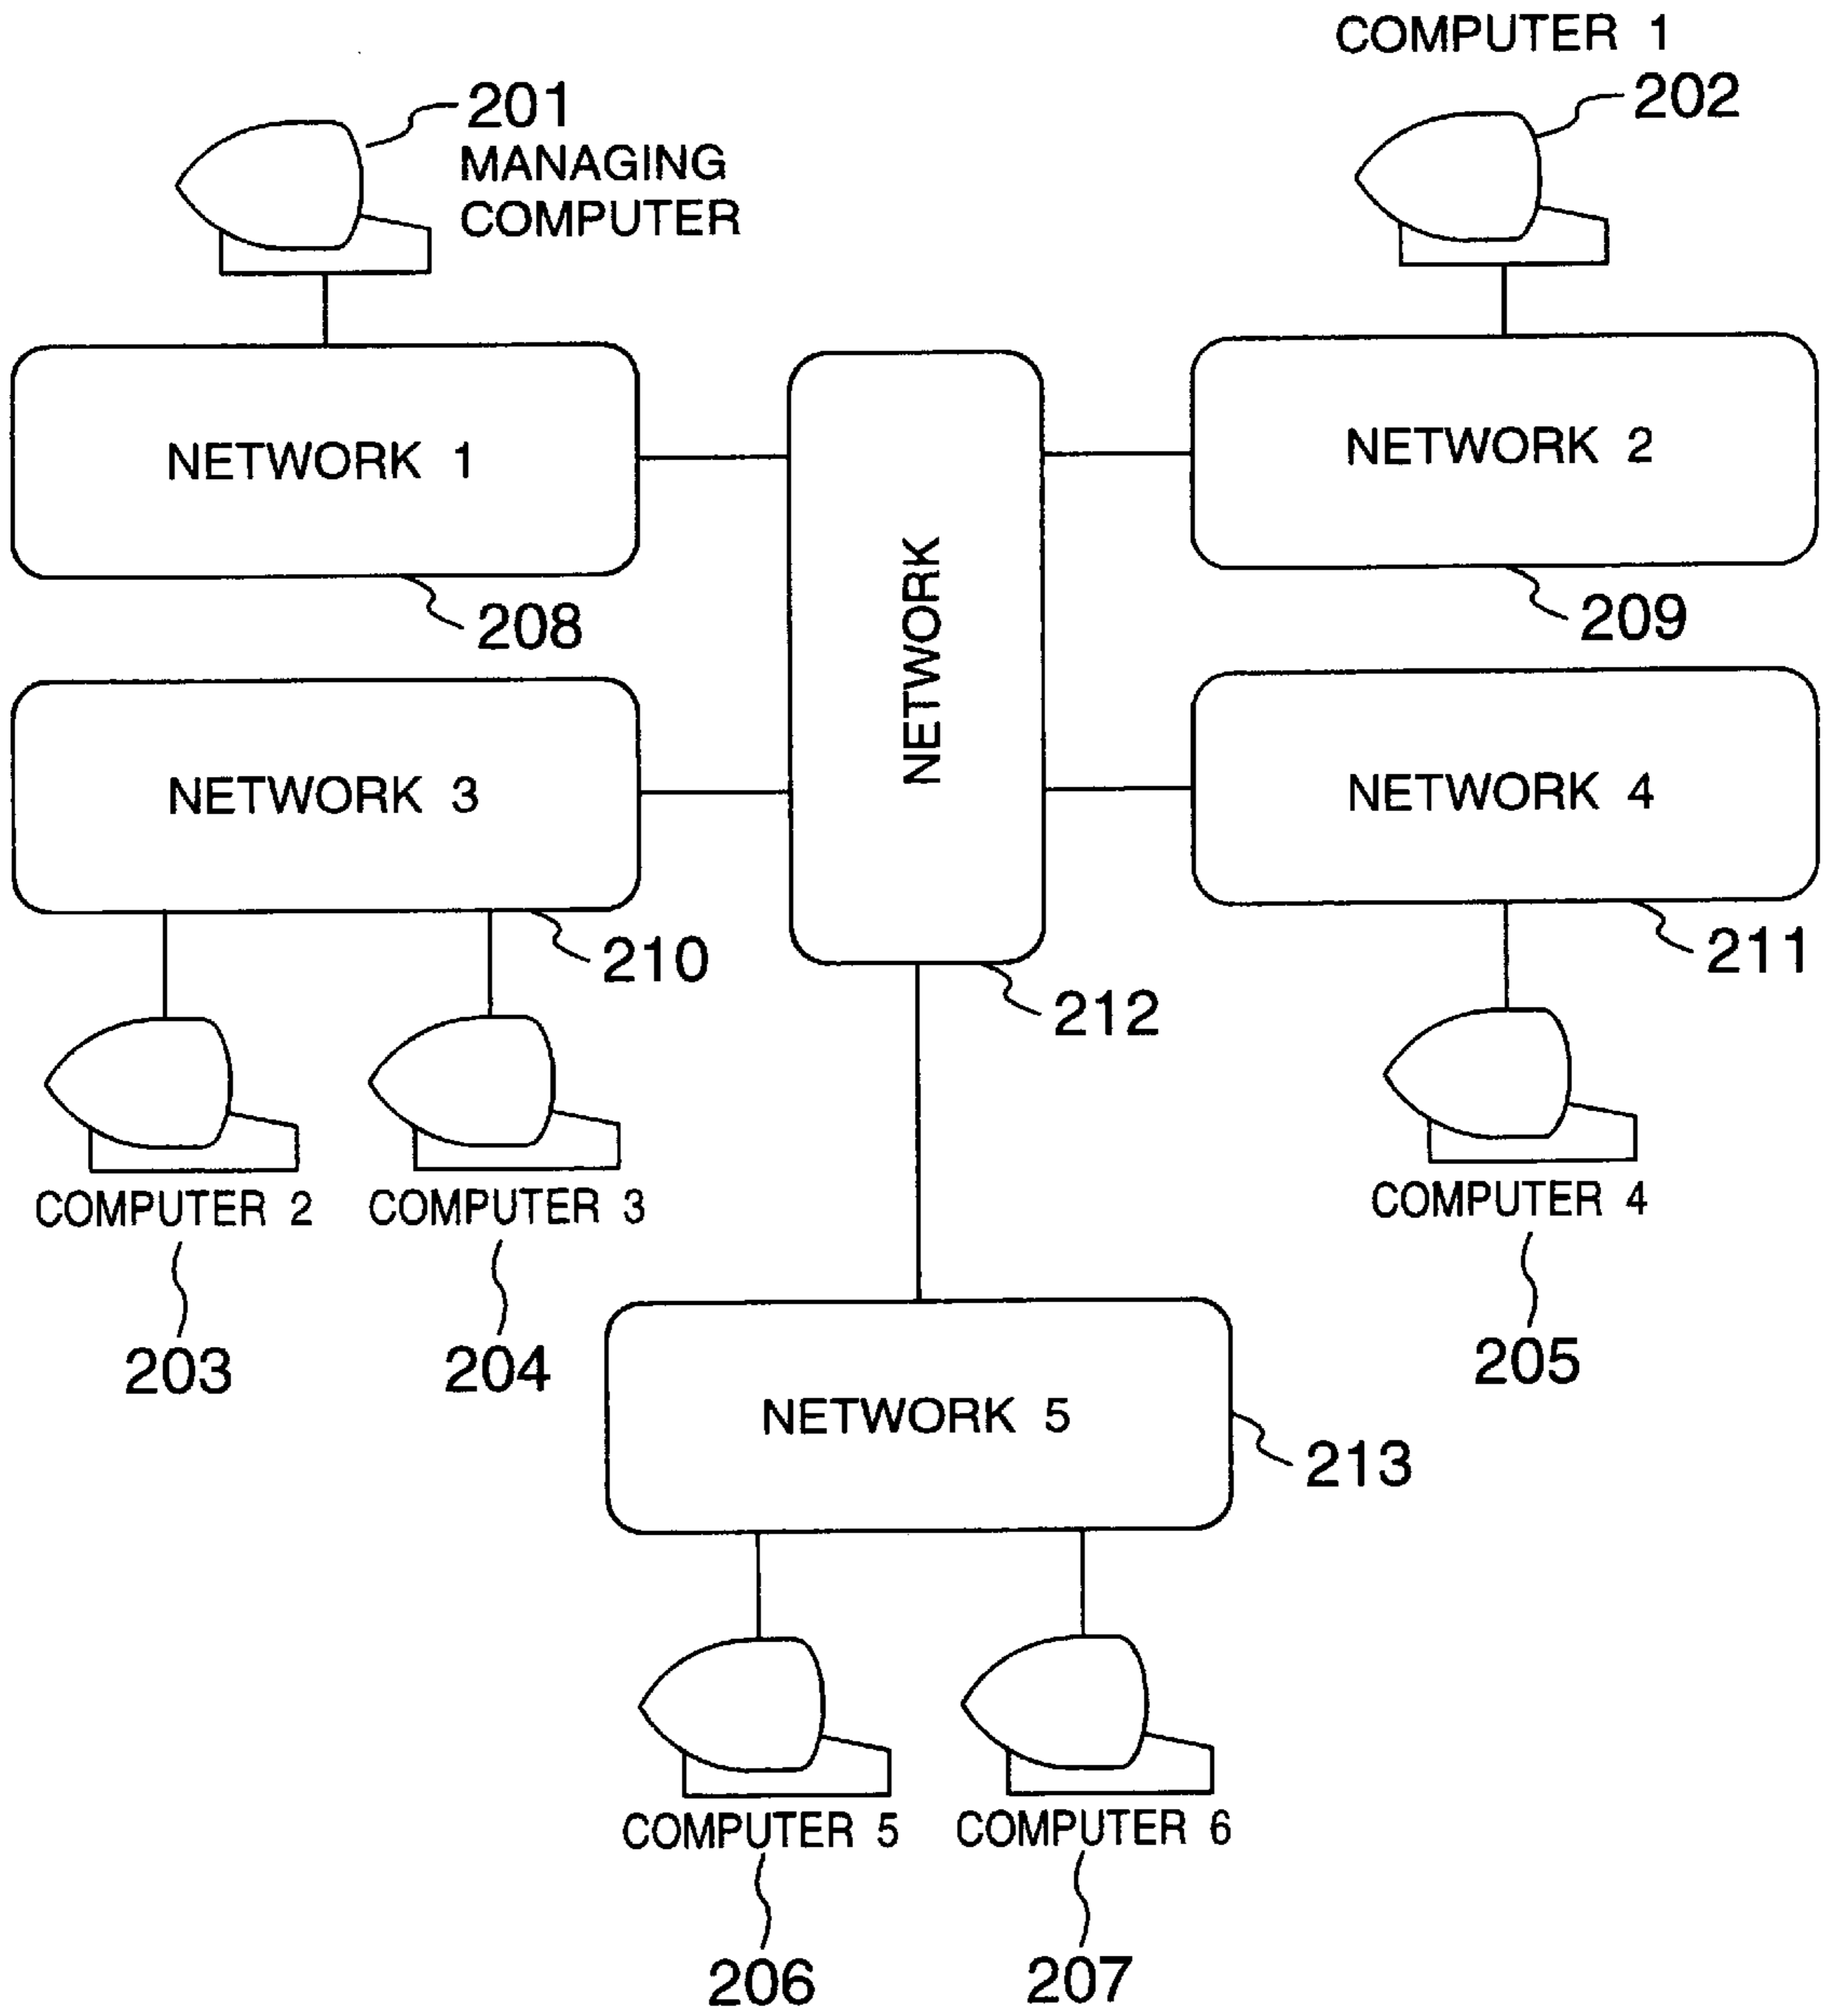 COMPUTER 1
202
201
MANAGING
COMPUTER
NETWORK 1
208
NETWORK
212
NETWORK 2
209
NETWORK 3
210
NETWORK 4
211
COMPUTER 2
203
COMPUTER 3
204
COMPUTER 4
205
NETWORK 5
213
COMPUTER 5
206
COMPUTER 6
207